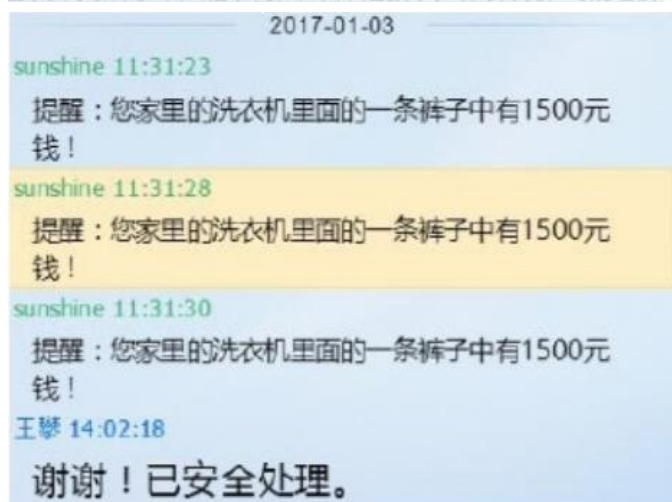 2017-01-03
sunshine 11:31:23
提醒：您家里的洗衣机里面的一条裤子中有1500元
钱！
sunshine 11:31:28
提醒：您家里的洗衣机里面的一条裤子中有1500元
钱！
sunshine 11:31:30
提醒：您家里的洗衣机里面的一条裤子中有1500元
钱！
王攀 14:02:18
谢谢！已安全处理。